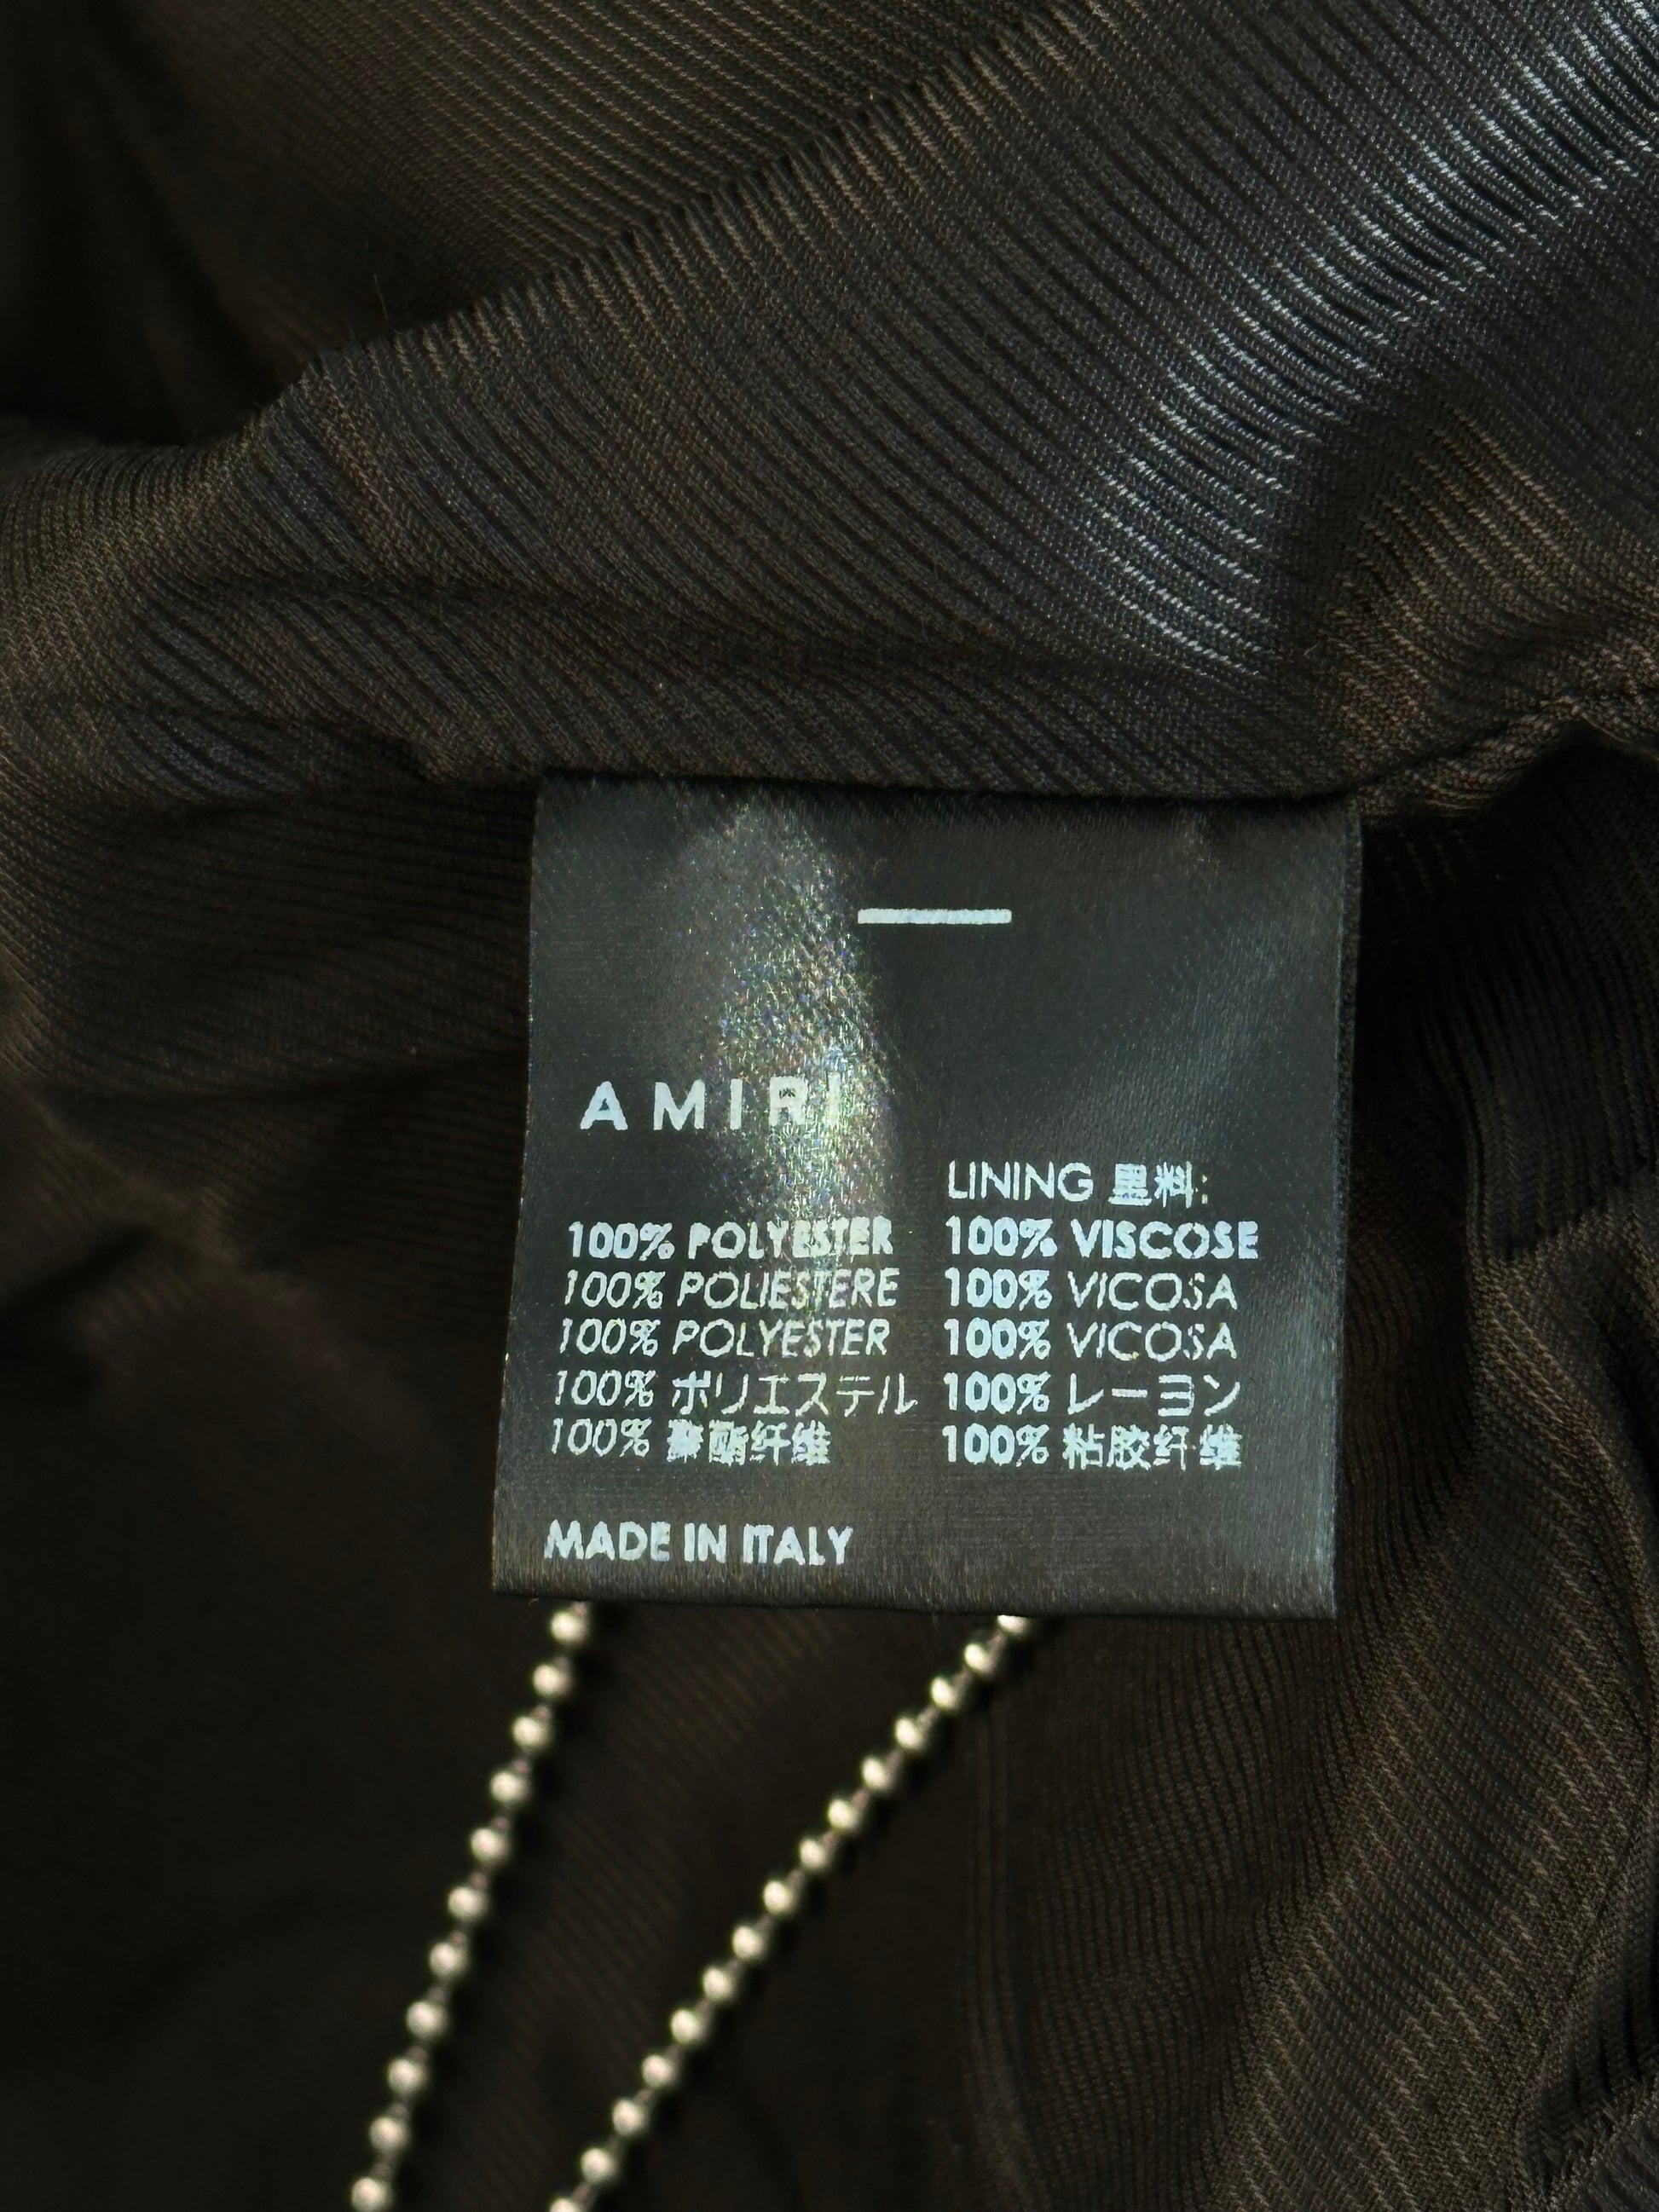 AMIRI
100% POLYESTER
100% POLIESTERE
100% POLYESTER
100% ポリエステル
100% 聚酯纤维
MADE IN ITALY
LINING 里料:
100% VISCOSE
100% VICOSA
100% VICOSA
100% レーヨン
100% 粘胶纤维